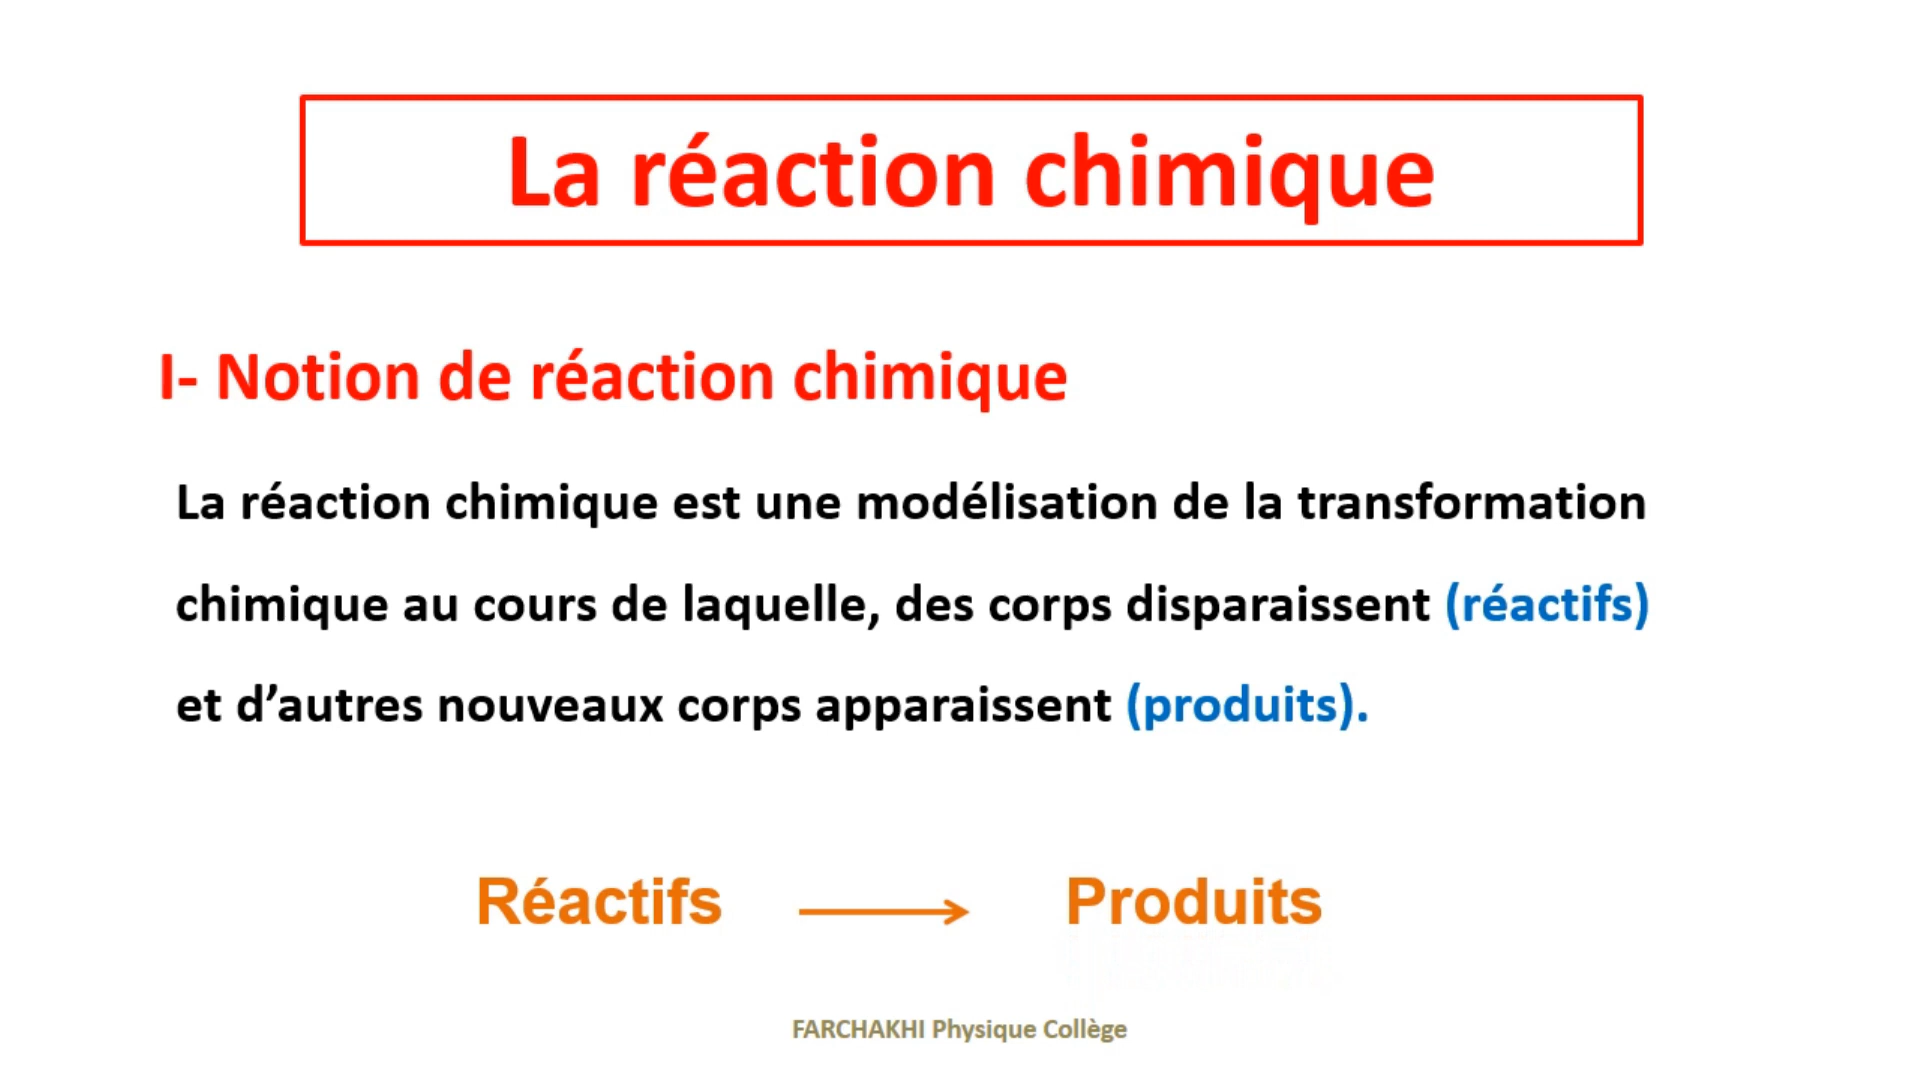 La réaction chimique
I- Notion de réaction chimique
La réaction chimique est une modélisation de la transformation
chimique au cours de laquelle, des corps disparaissent (réactifs)
et d’autres nouveaux corps apparaissent (produits).
Réactifs → Produits
FARCHAKHI Physique Collège